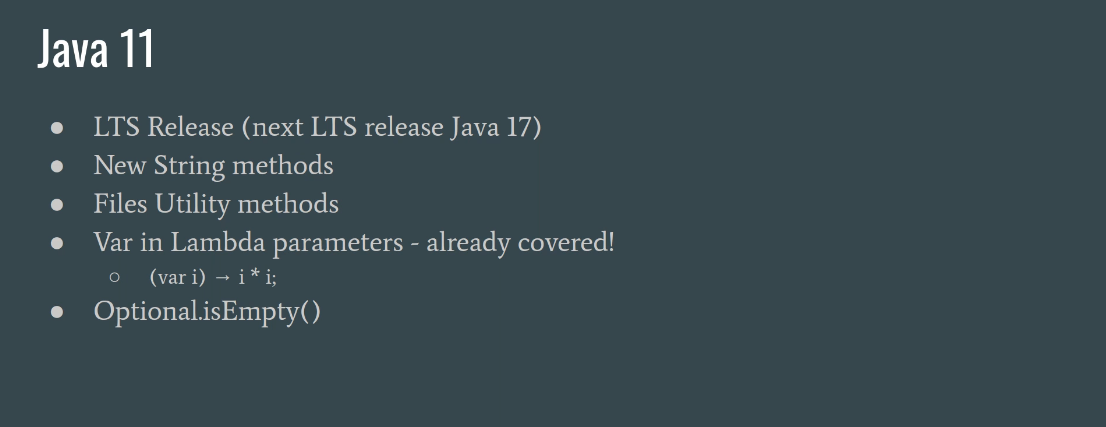 Java 11
● LTS Release (next LTS release Java 17)
● New String methods
● Files Utility methods
● Var in Lambda parameters - already covered!
○ (var i) → i * i;
● Optional.isEmpty()